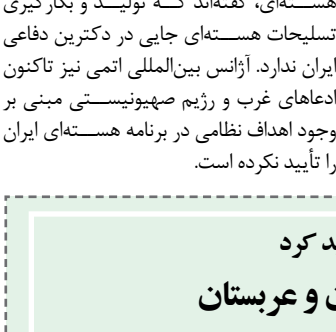 هسته‌ای، گفته‌اند که تولید و بکارگیری
تسلیحات هسته‌ای جایی در دکترین دفاعی
ایران ندارد. آژانس بین‌المللی اتمی نیز تاکنون
ادعاهای غرب و رژیم صهیونیستی مبنی بر
وجود اهداف نظامی در برنامه هسته‌ای ایران
را تأیید نکرده است.
کرد
و عربستان